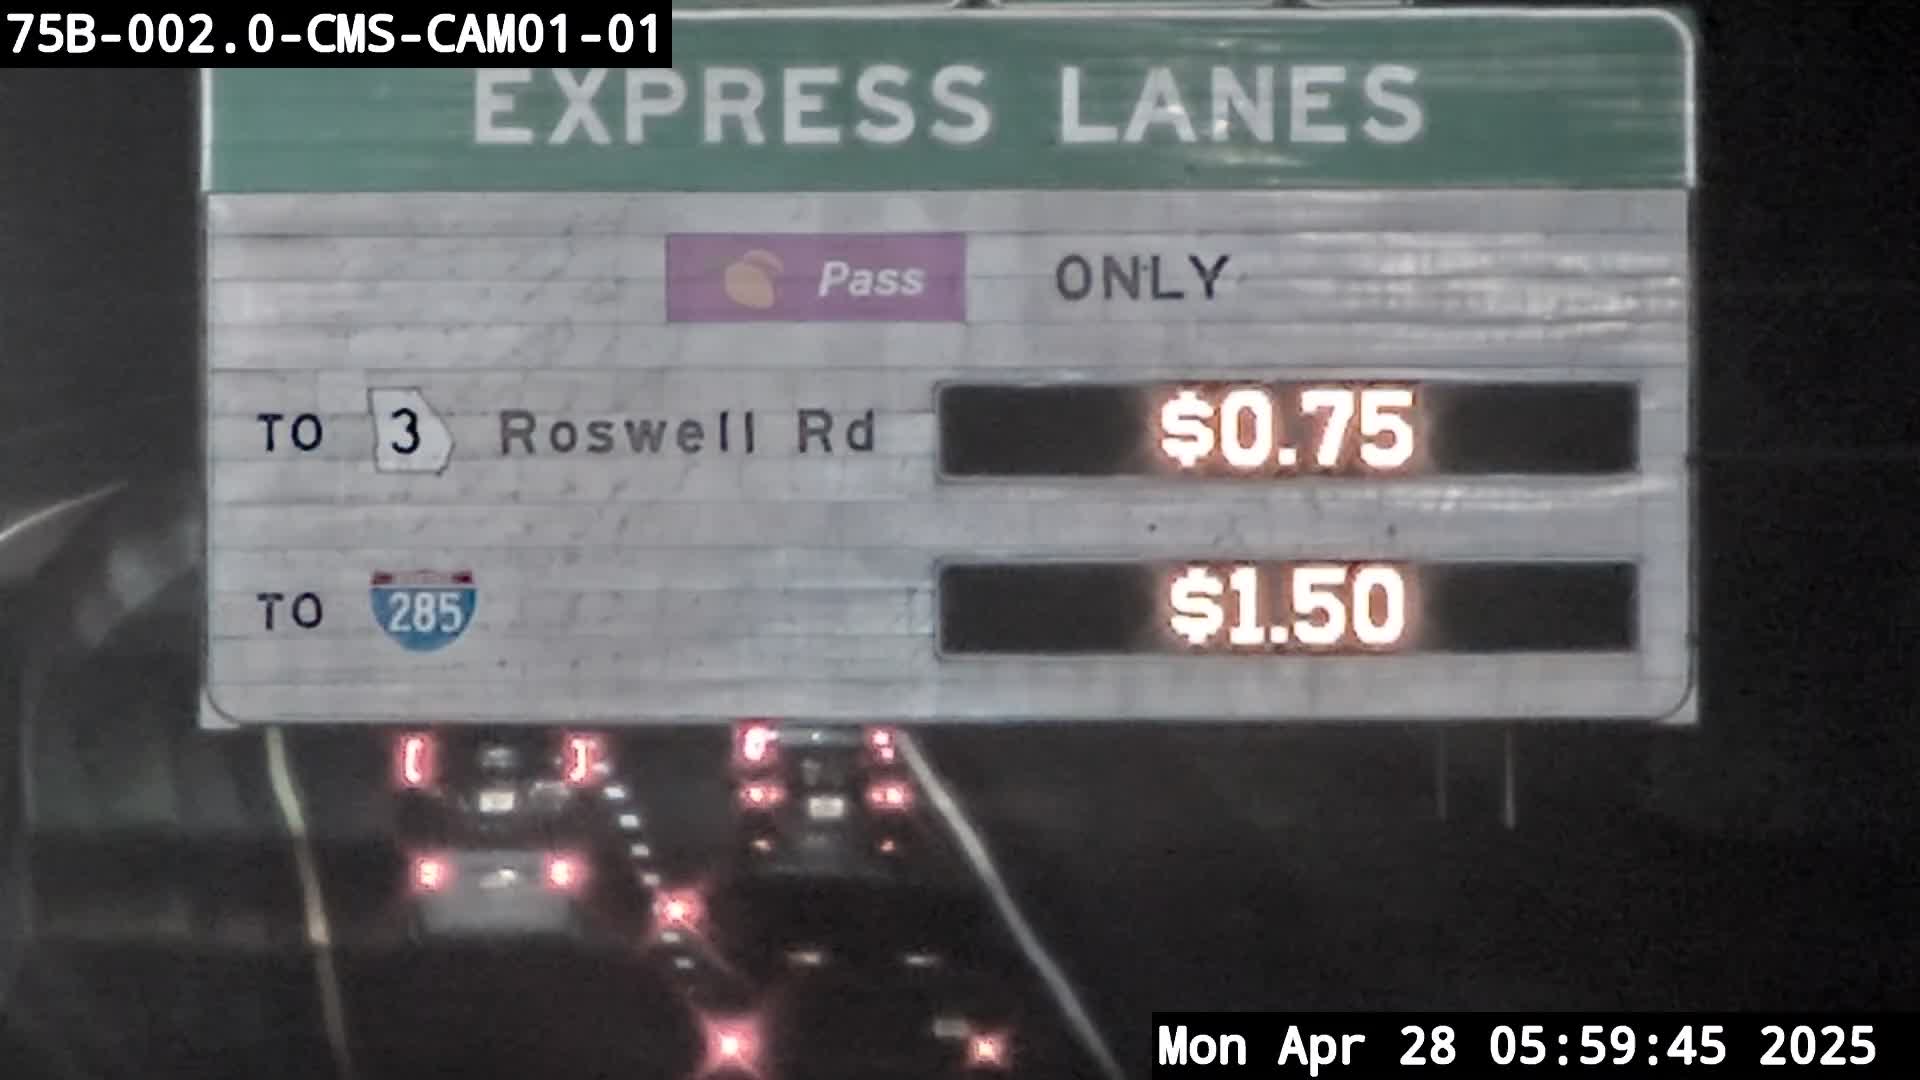 75B-002.0-CMS-CAM01-01
EXPRESS LANES
Pass ONLY
TO 3 Roswell Rd $0.75
TO 285 $1.50
Mon Apr 28 05:59:45 2025